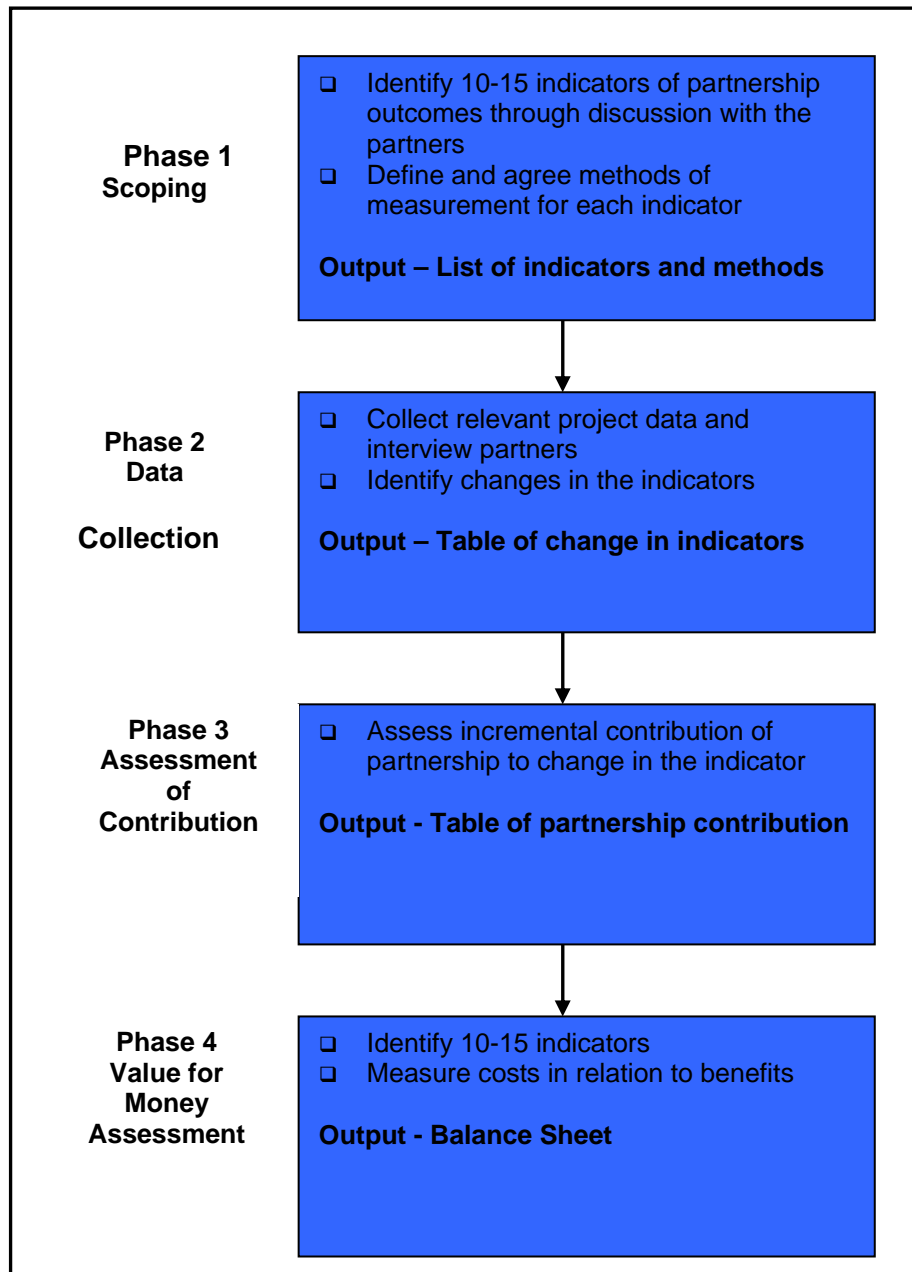 Phase 1
Scoping
❑ Identify 10-15 indicators of partnership
outcomes through discussion with the
partners
❑ Define and agree methods of
measurement for each indicator
Output – List of indicators and methods
Phase 2
Data
Collection
❑ Collect relevant project data and
interview partners
❑ Identify changes in the indicators
Output – Table of change in indicators
Phase 3
Assessment
of
Contribution
❑ Assess incremental contribution of
partnership to change in the indicator
Output - Table of partnership contribution
Phase 4
Value for
Money
Assessment
❑ Identify 10-15 indicators
❑ Measure costs in relation to benefits
Output - Balance Sheet